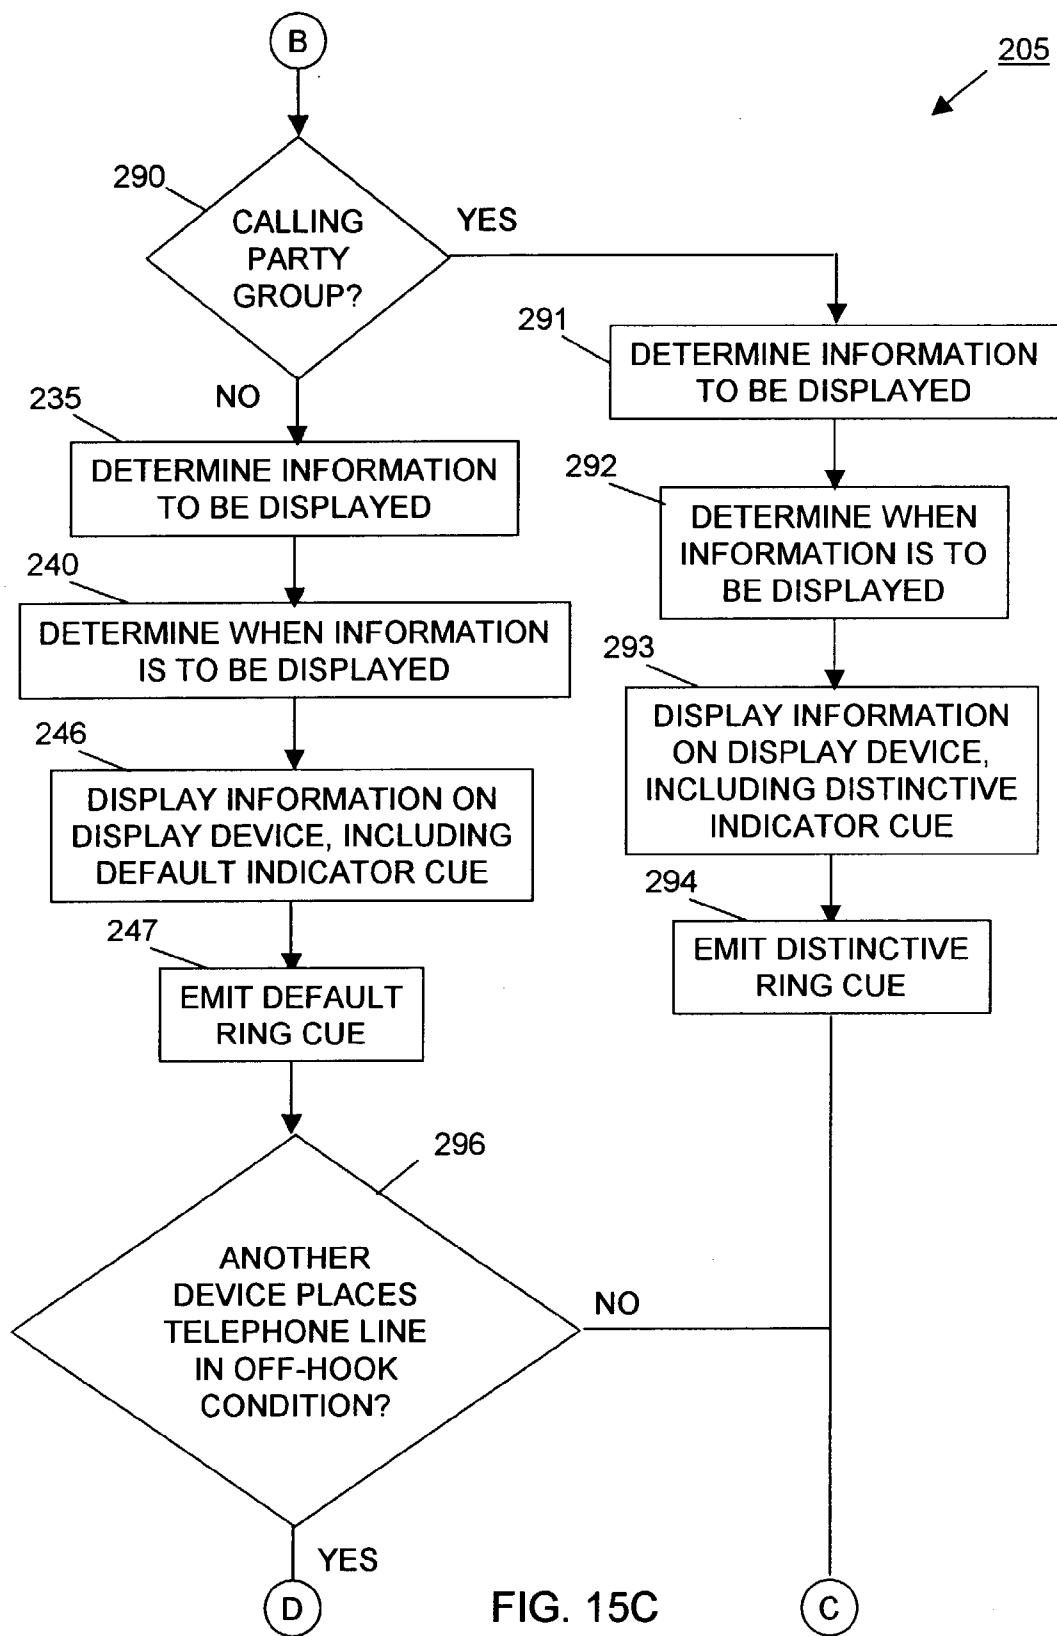 B
205
290
CALLING
PARTY
GROUP?
YES
NO
291
DETERMINE INFORMATION
TO BE DISPLAYED
235
DETERMINE INFORMATION
TO BE DISPLAYED
292
DETERMINE WHEN
INFORMATION IS TO
BE DISPLAYED
240
DETERMINE WHEN INFORMATION
IS TO BE DISPLAYED
293
DISPLAY INFORMATION
ON DISPLAY DEVICE,
INCLUDING DISTINCTIVE
INDICATOR CUE
246
DISPLAY INFORMATION ON
DISPLAY DEVICE, INCLUDING
DEFAULT INDICATOR CUE
294
EMIT DISTINCTIVE
RING CUE
247
EMIT DEFAULT
RING CUE
296
ANOTHER
DEVICE PLACES
TELEPHONE LINE
IN OFF-HOOK
CONDITION?
NO
YES
D
FIG. 15C
C